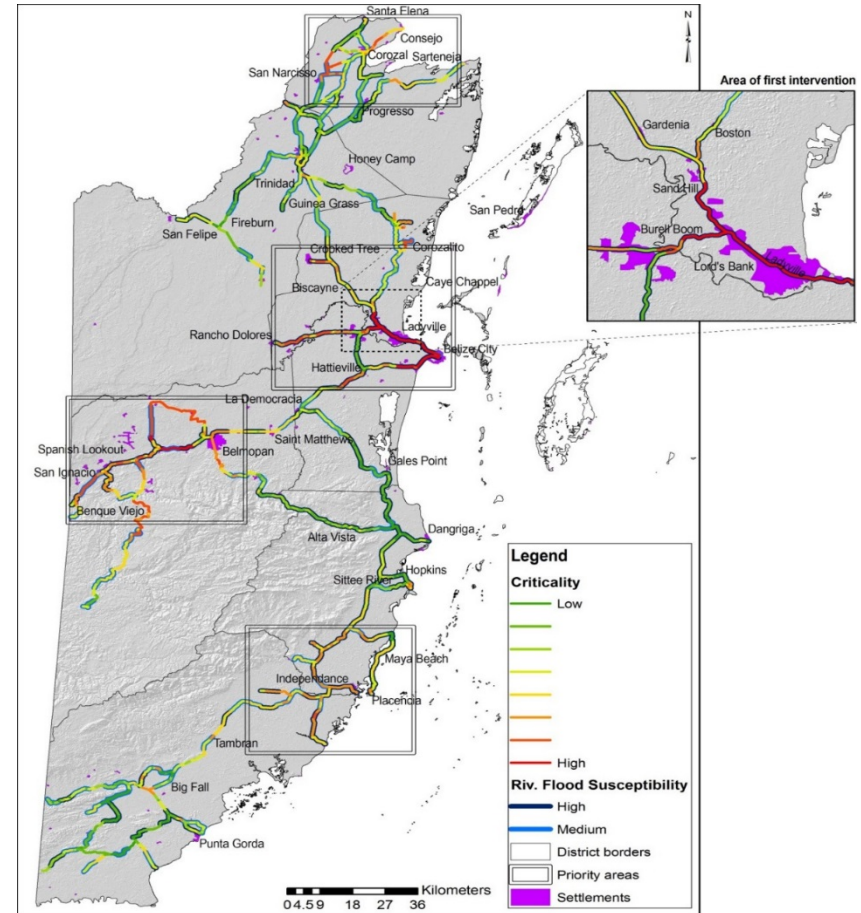 Santa Elena
N
Consejo
Corozal
Sarteneja
San Narcisso
Progresso
Honey Camp
Trinidad
Guinea Grass
San Pedro
Fireburn
San Felipe
Corozalito
Crooked Tree
Caye Chappel
Biscayne
Rancho Dolores
Ladyville
Belize City
Hattieville
La Democracia
Saint Matthews
Spanish Lookout
Belmopan
San Ignacio
Gales Point
Benque Viejo
Alta Vista
Dangriga
Hopkins
Sittee River
Maya Beach
Independance
Placencia
Tambran
Big Fall
Punta Gorda
Kilometers
0 4.5 9 18 27 36
Area of first intervention
Gardenia
Boston
Sand Hill
Burell Boom
Lord's Bank
Ladyville
Legend
Criticality
Low
High
Riv. Flood Susceptibility
High
Medium
District borders
Priority areas
Settlements